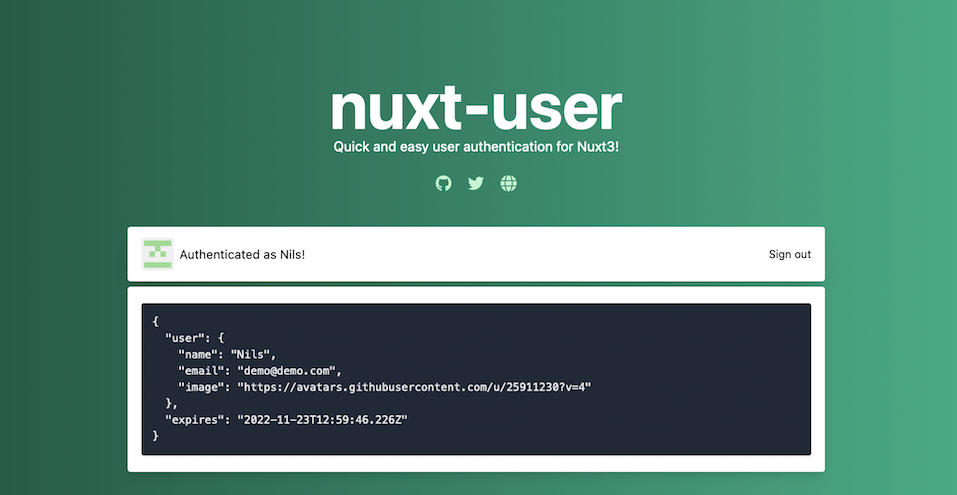 nuxt-user
Quick and easy user authentication for Nuxt3!
Authenticated as Nils!
Sign out
{
  "user": {
    "name": "Nils",
    "email": "demo@demo.com",
    "image": "https://avatars.githubusercontent.com/u/25911230?v=4"
  },
  "expires": "2022-11-23T12:59:46.226Z"
}